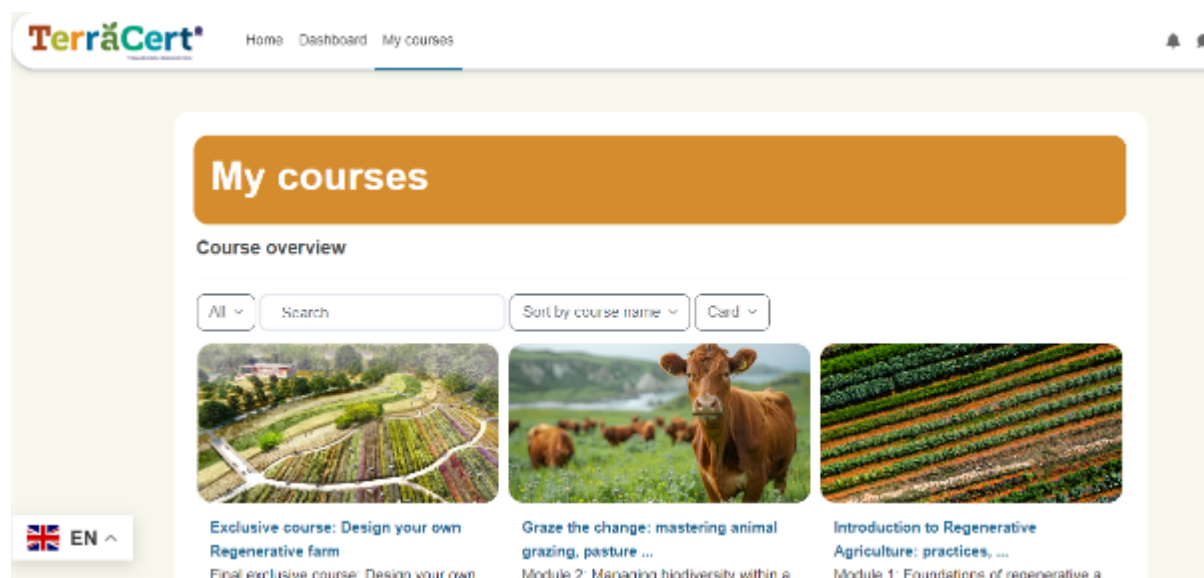 TerrăCert
Home Dashboard My courses
My courses
Course overview
All Search Sort by course name Card
Exclusive course: Design your own
Regenerative farm
Final exclusive course: Design your own
Graze the change: mastering animal
grazing, pasture ...
Module 2: Managing biodiversity within a
Introduction to Regenerative
Agriculture: practices, ...
Module 1: Foundations of regenerative a
EN